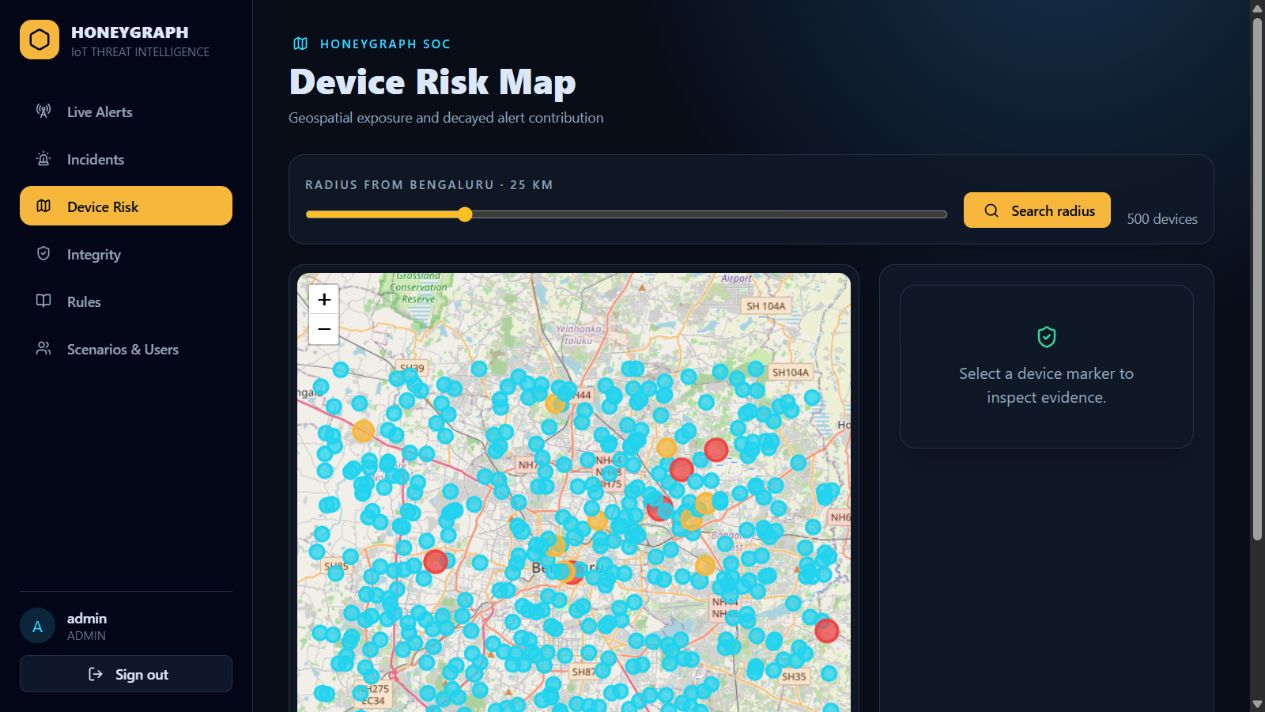 HONEYGRAPH
IoT THREAT INTELLIGENCE
Live Alerts
Incidents
Device Risk
Integrity
Rules
Scenarios & Users
A
admin
ADMIN
Sign out
HONEYGRAPH SOC
Device Risk Map
Geospatial exposure and decayed alert contribution
RADIUS FROM BENGALURU · 25 KM
Search radius
500 devices
+
−
Grassland
Conservation
Reserve
Airport
SH 104A
Yelahanka
taluku
SH39
SH104A
H44
NH7
NH44
NH48
NH75
NH6
SH85
NH44
SH87
SH35
H275
EC34
Select a device marker to
inspect evidence.